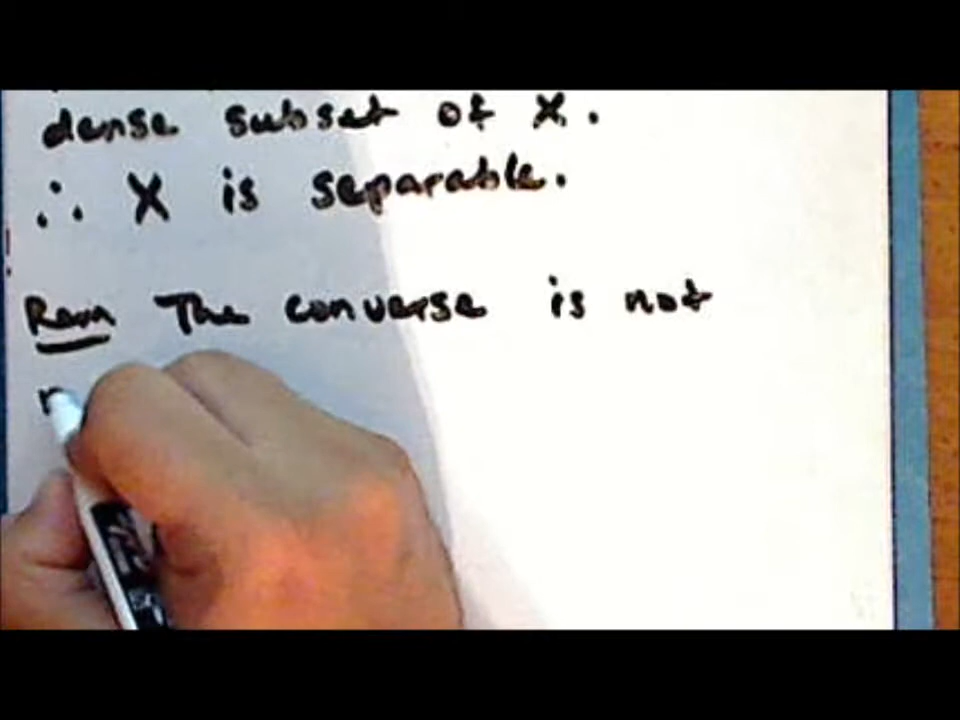 dense subset of X.
∴ X is separable.
Rem The converse is not